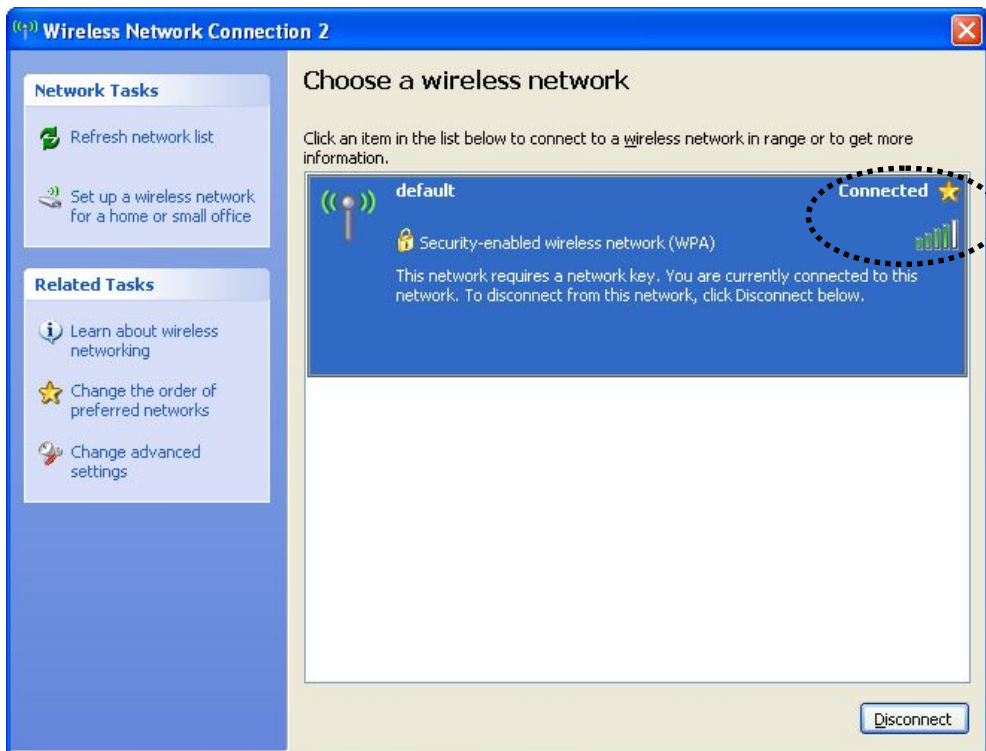 Wireless Network Connection 2
Network Tasks
Refresh network list
Set up a wireless network
for a home or small office
Related Tasks
Learn about wireless
networking
Change the order of
preferred networks
Change advanced
settings
Choose a wireless network
Click an item in the list below to connect to a wireless network in range or to get more
information.
default
Connected
Security-enabled wireless network (WPA)
This network requires a network key. You are currently connected to this
network. To disconnect from this network, click Disconnect below.
Disconnect